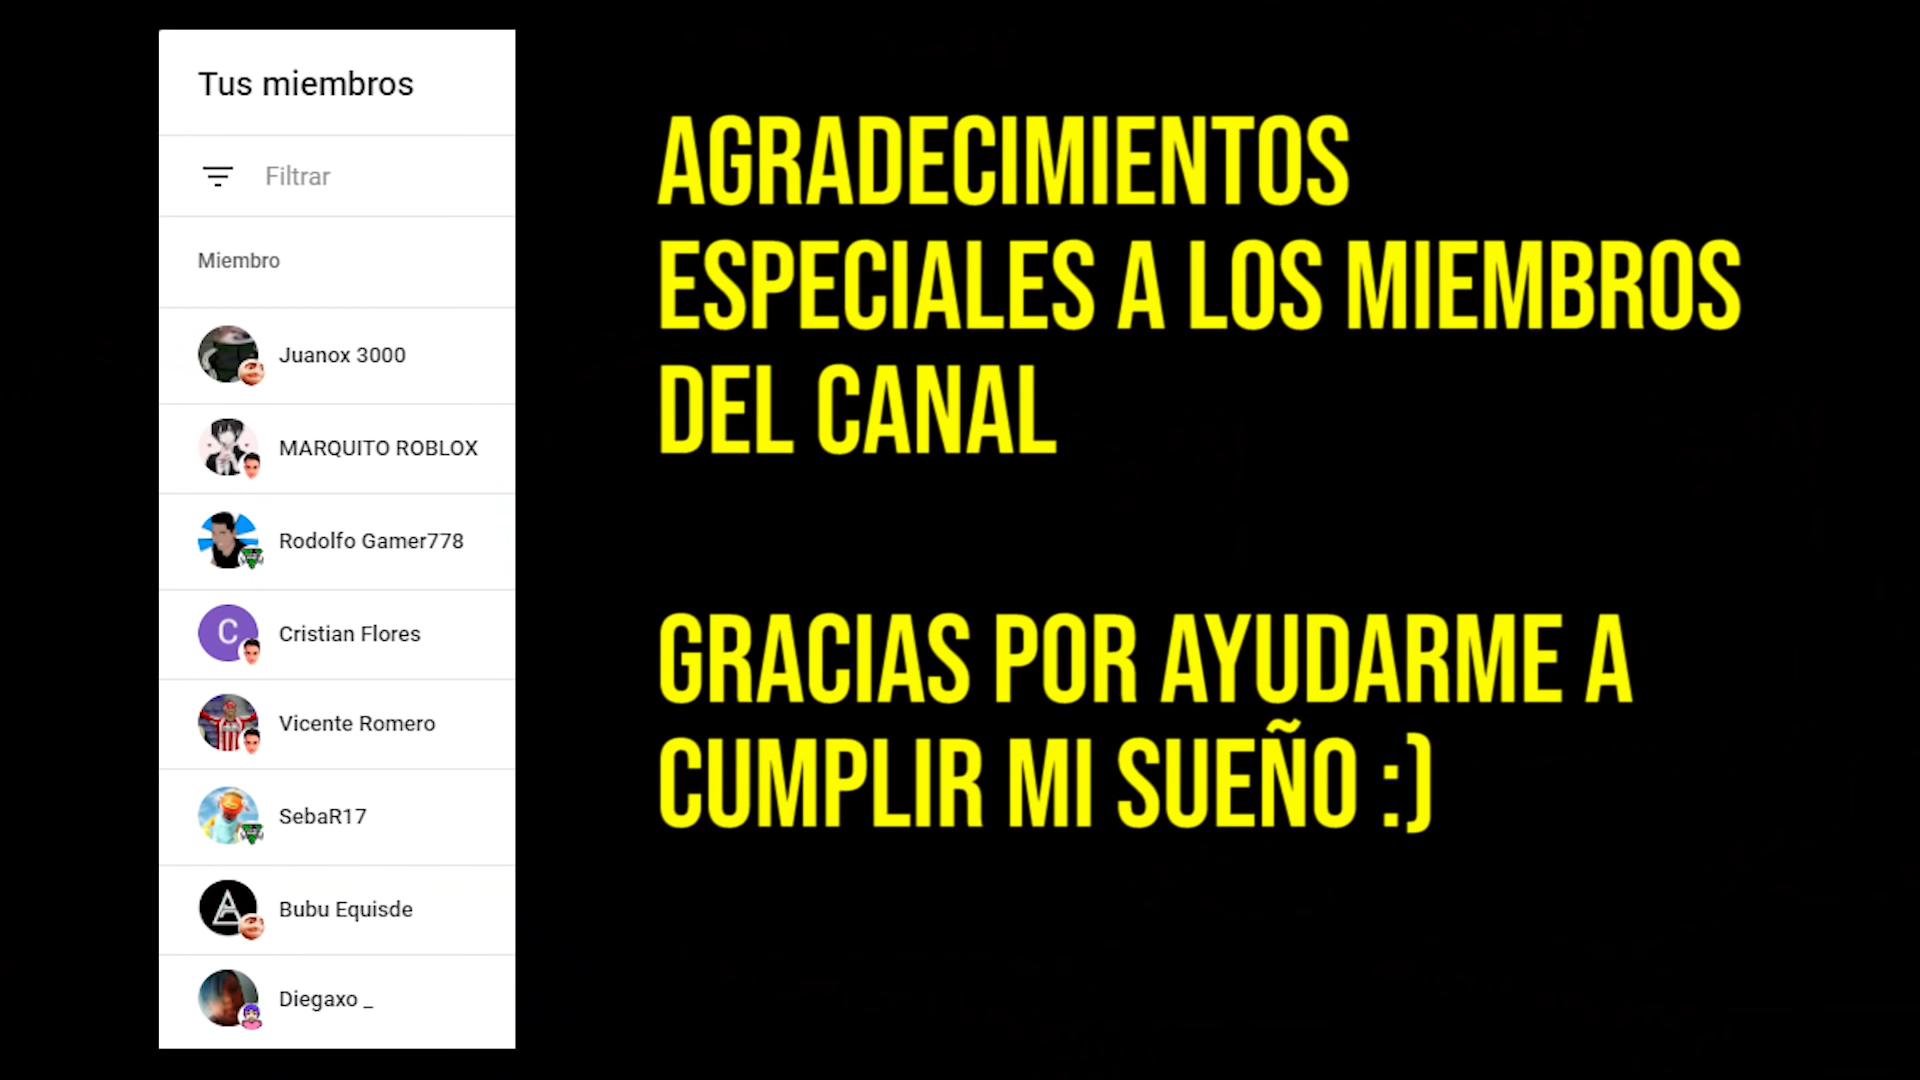 Tus miembros
Filtrar
Miembro
Juanox 3000
MARQUITO ROBLOX
Rodolfo Gamer778
C
Cristian Flores
Vicente Romero
SebaR17
A
Bubu Equisde
Diegaxo _
AGRADECIMIENTOS
ESPECIALES A LOS MIEMBROS
DEL CANAL
GRACIAS POR AYUDARME A
CUMPLIR MI SUEÑO :)